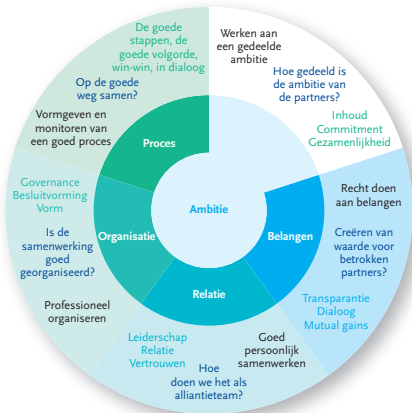 De goede
stappen, de
goede volgorde,
win-win, in dialoog
Op de goede
weg samen?
Vormgeven en
monitoren van
een goed proces
Proces
Werken aan
een gedeelde
ambitie
Hoe gedeeld is
de ambitie van
de partners?
Inhoud
Commitment
Gezamenlijkheid
Ambitie
Recht doen
aan belangen
Creëren van
waarde voor
betrokken
partners?
Transparantie
Dialoog
Mutual gains
Belangen
Relatie
Goed
persoonlijk
samenwerken
Hoe
doen we het als
alliantieteam?
Leiderschap
Relatie
Vertrouwen
Organisatie
Governance
Besluitvorming
Vorm
Is de
samenwerking
goed
georganiseerd?
Professioneel
organiseren